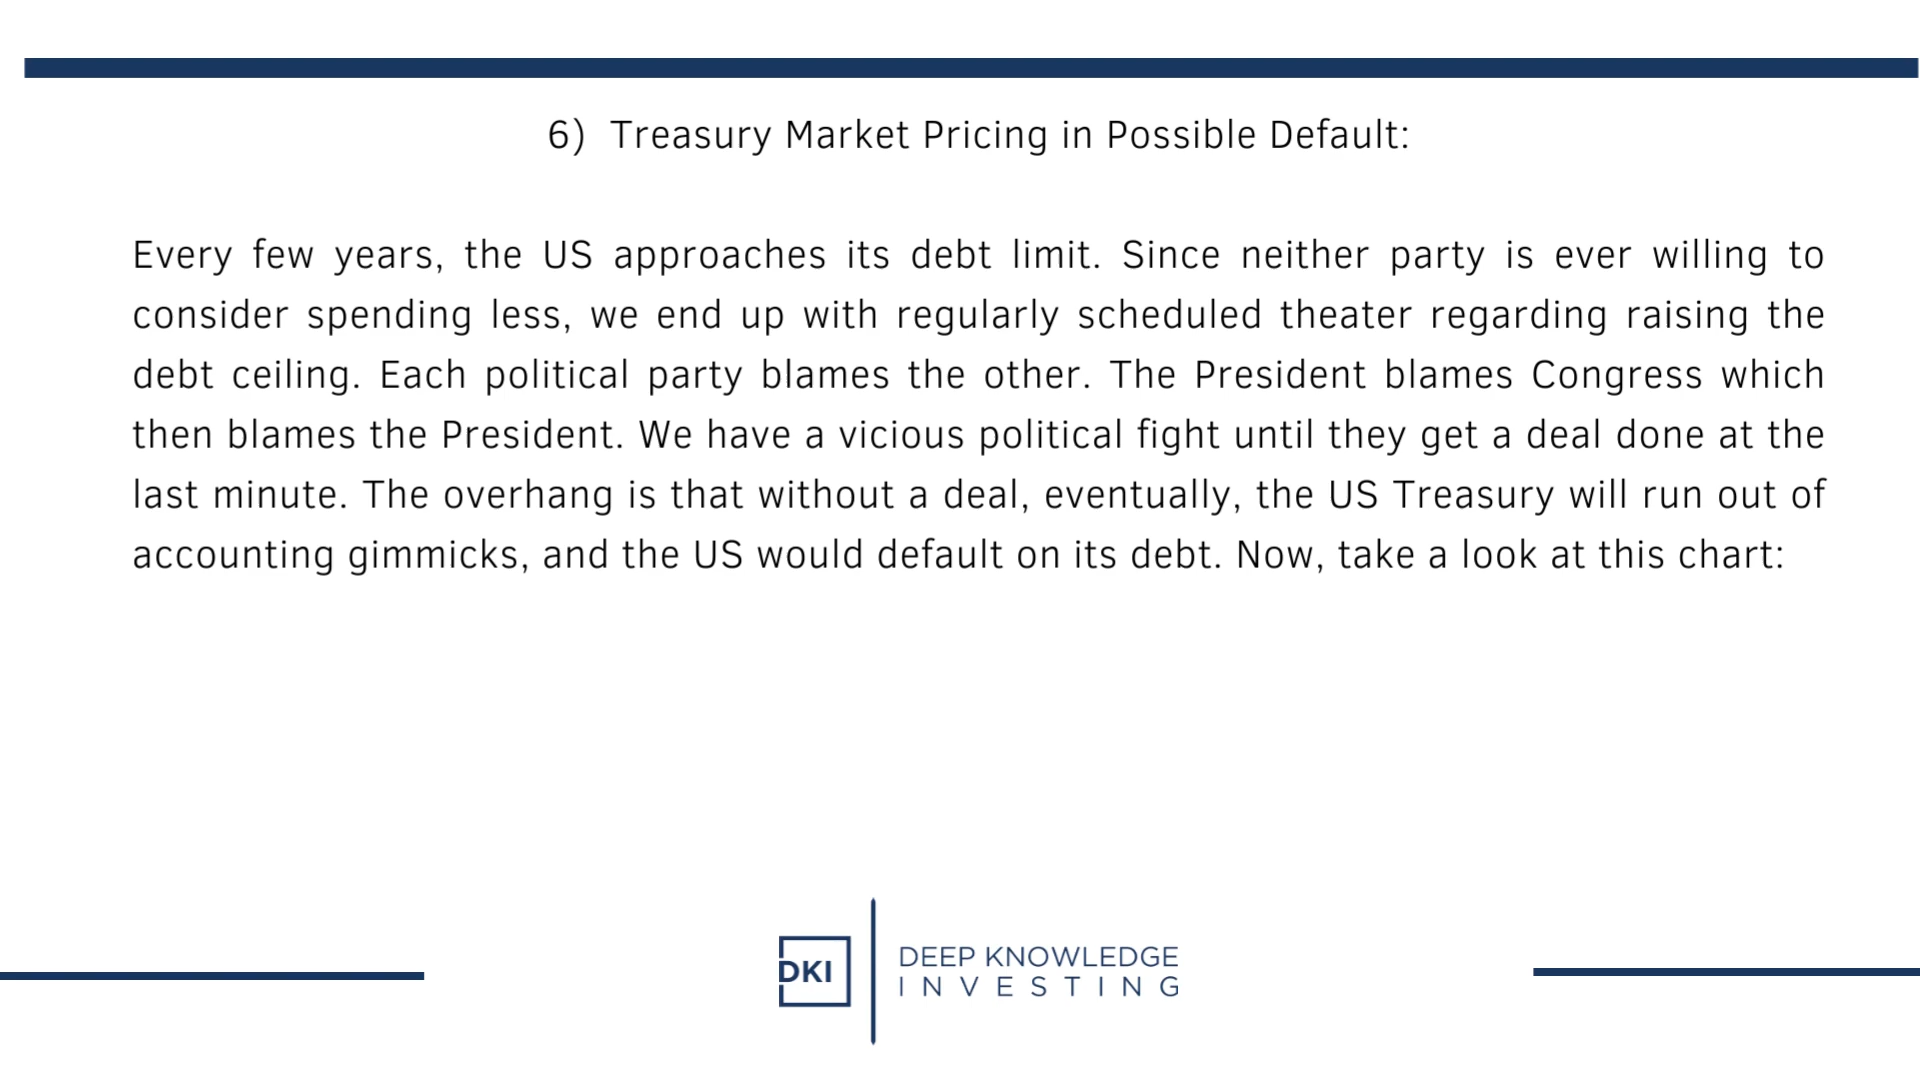 6) Treasury Market Pricing in Possible Default:
Every few years, the US approaches its debt limit. Since neither party is ever willing to
consider spending less, we end up with regularly scheduled theater regarding raising the
debt ceiling. Each political party blames the other. The President blames Congress which
then blames the President. We have a vicious political fight until they get a deal done at the
last minute. The overhang is that without a deal, eventually, the US Treasury will run out of
accounting gimmicks, and the US would default on its debt. Now, take a look at this chart:
DKI
DEEP KNOWLEDGE
INVESTING